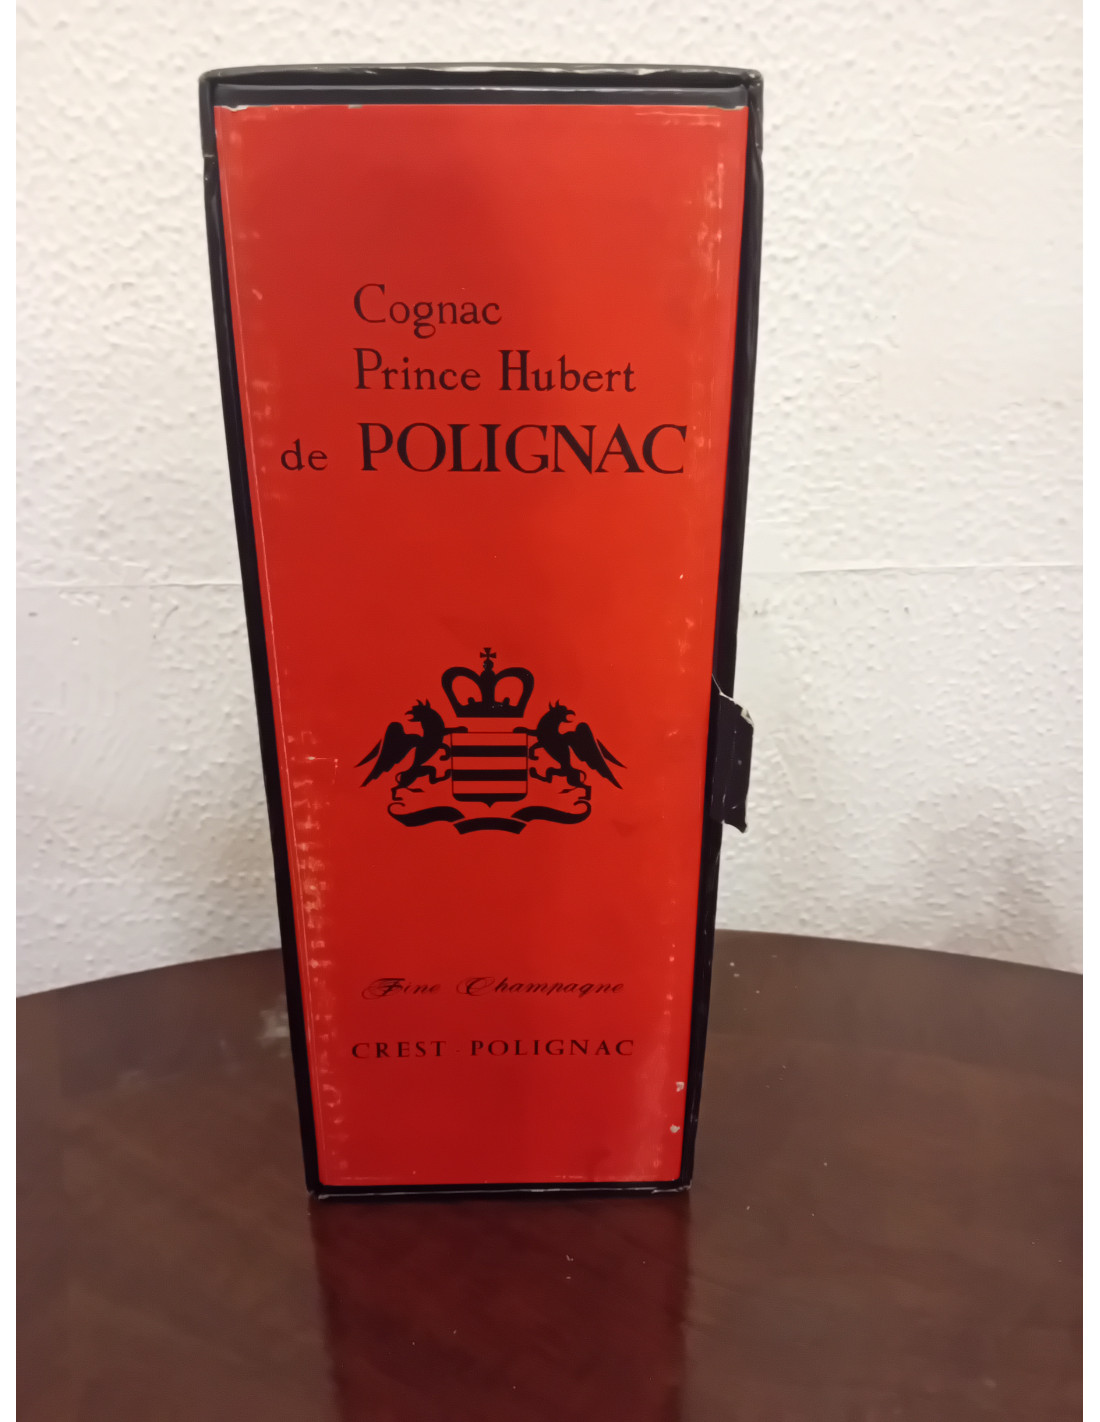 Cognac
Prince Hubert
de POLIGNAC
Fine Champagne
CREST-POLIGNAC